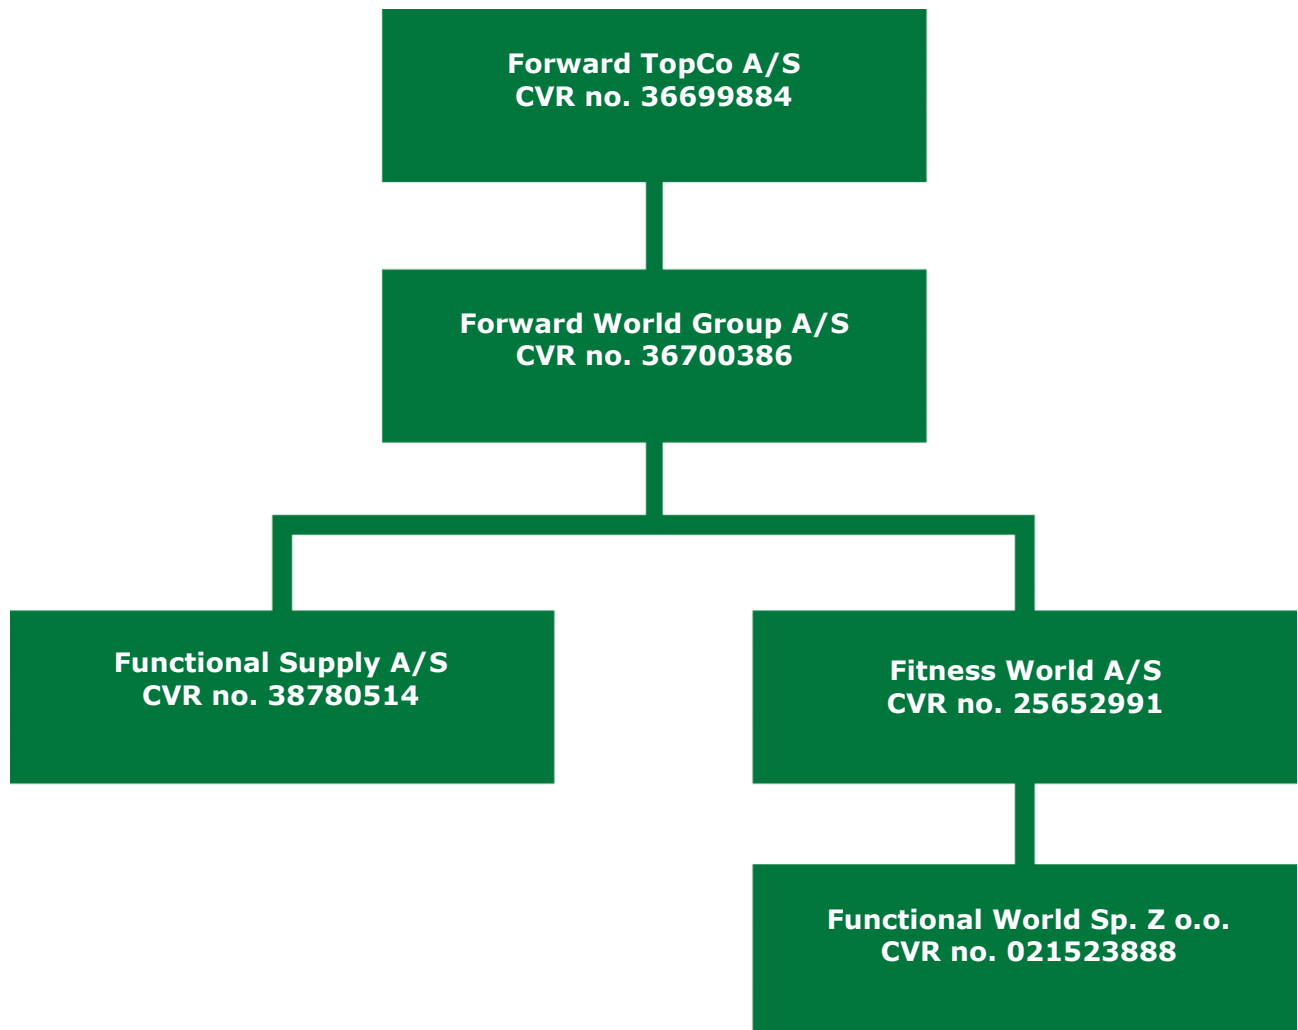 Forward TopCo A/S
CVR no. 36699884
Forward World Group A/S
CVR no. 36700386
Functional Supply A/S
CVR no. 38780514
Fitness World A/S
CVR no. 25652991
Functional World Sp. Z o.o.
CVR no. 021523888